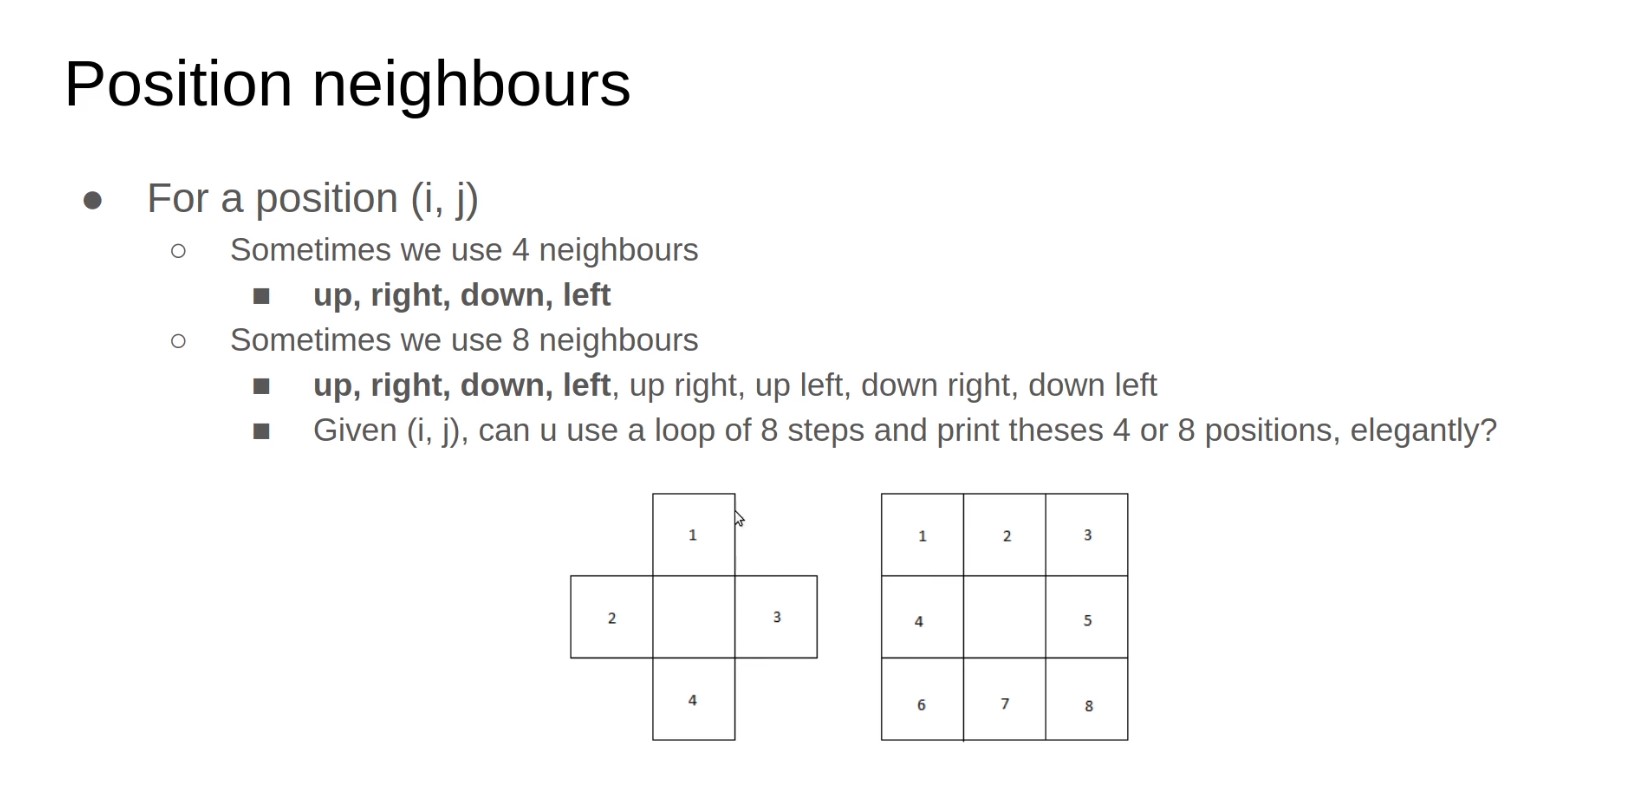 Position neighbours
● For a position (i, j)
○ Sometimes we use 4 neighbours
■ up, right, down, left
○ Sometimes we use 8 neighbours
■ up, right, down, left, up right, up left, down right, down left
■ Given (i, j), can u use a loop of 8 steps and print theses 4 or 8 positions, elegantly?
1
2 3
4
1 2 3
4 5
6 7 8